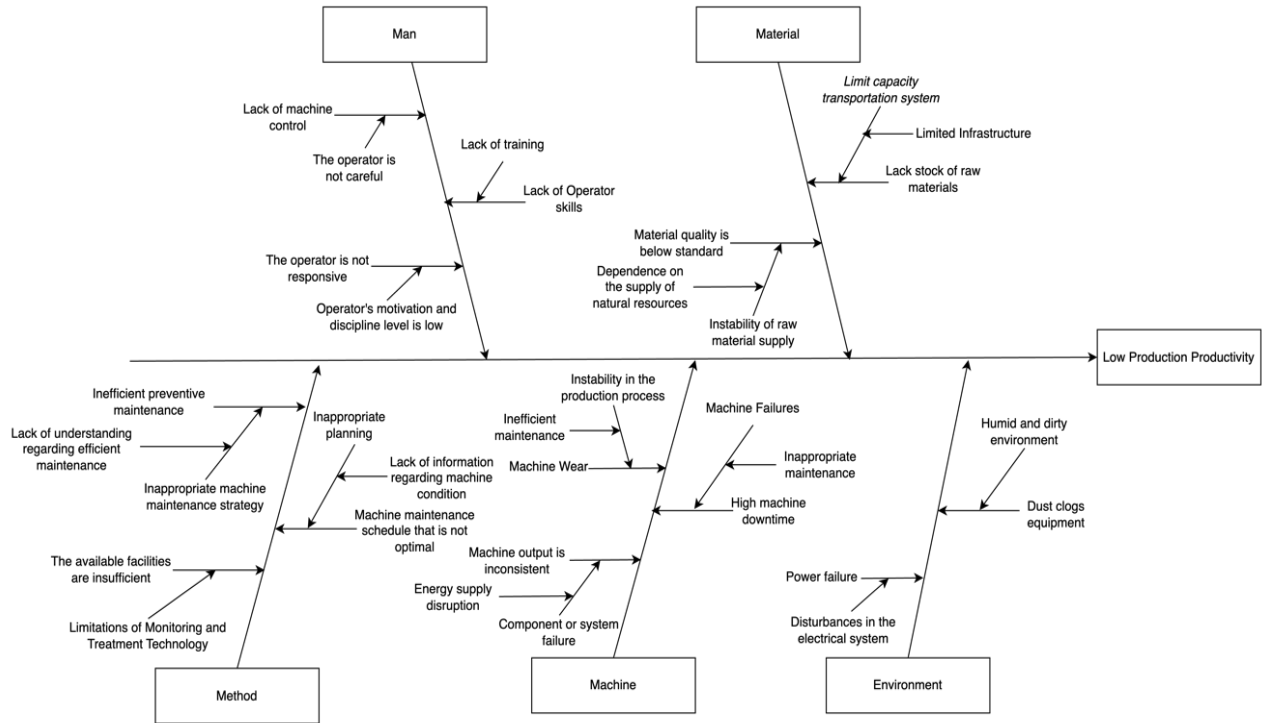 Man
Material
Lack of machine
control
The operator is
not careful
Lack of training
Lack of Operator
skills
The operator is not
responsive
Operator's motivation and
discipline level is low
Limit capacity
transportation system
Limited Infrastructure
Lack stock of raw
materials
Material quality is
below standard
Dependence on
the supply of
natural resources
Instability of raw
material supply
Low Production Productivity
Inefficient preventive
maintenance
Lack of understanding
regarding efficient
maintenance
Inappropriate machine
maintenance strategy
Inappropriate
planning
Lack of information
regarding machine
condition
Machine maintenance
schedule that is not
optimal
The available facilities
are insufficient
Limitations of Monitoring and
Treatment Technology
Instability in the
production process
Inefficient
maintenance
Machine Wear
Machine Failures
Inappropriate
maintenance
High machine
downtime
Machine output is
inconsistent
Energy supply
disruption
Component or system
failure
Humid and dirty
environment
Dust clogs
equipment
Power failure
Disturbances in the
electrical system
Method
Machine
Environment